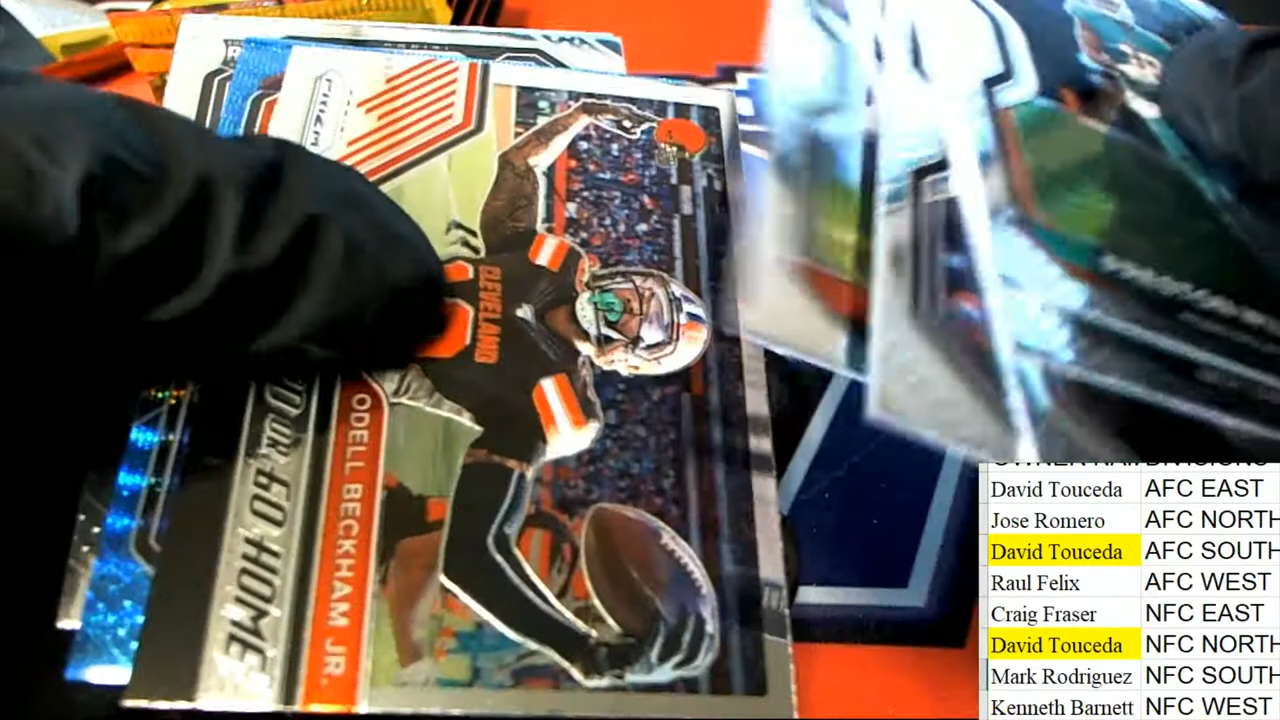 PRIZM
CLEVELAND
ODELL BECKHAM JR.
OR GO HOME
David Touceda AFC EAST
Jose Romero AFC NORTH
David Touceda AFC SOUTH
Raul Felix AFC WEST
Craig Fraser NFC EAST
David Touceda NFC NORTH
Mark Rodriguez NFC SOUTH
Kenneth Barnett NFC WEST